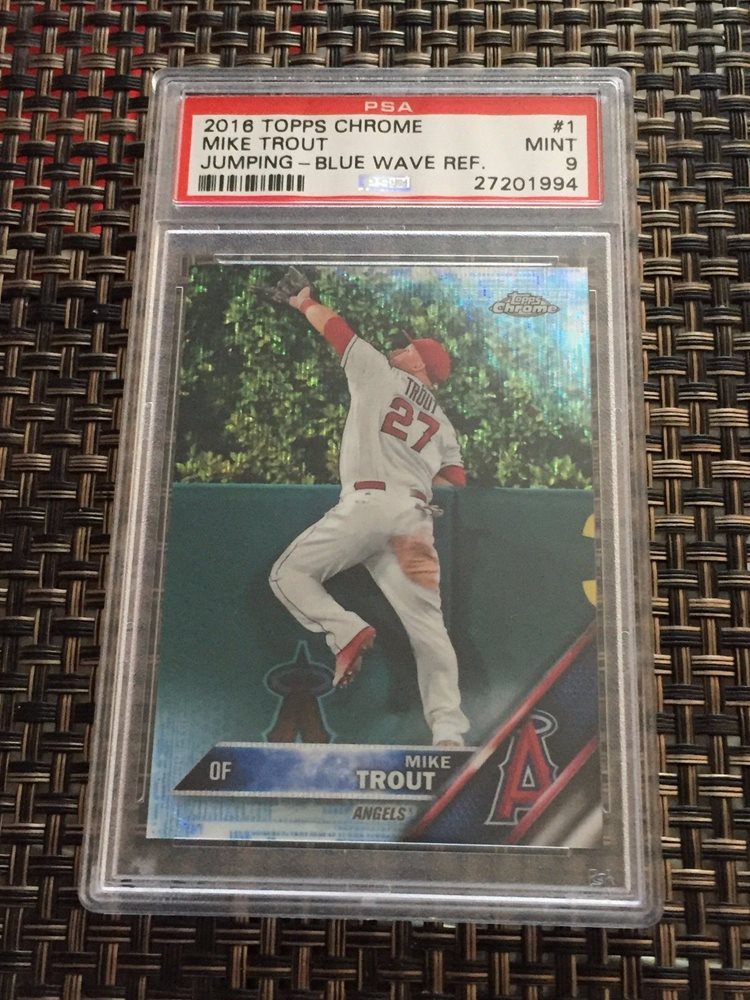 PSA
2016 TOPPS CHROME #1
MIKE TROUT MINT
JUMPING-BLUE WAVE REF. 9
27201994
Topps
Chrome
TROUT
27
OF
MIKE
TROUT
ANGELS
A